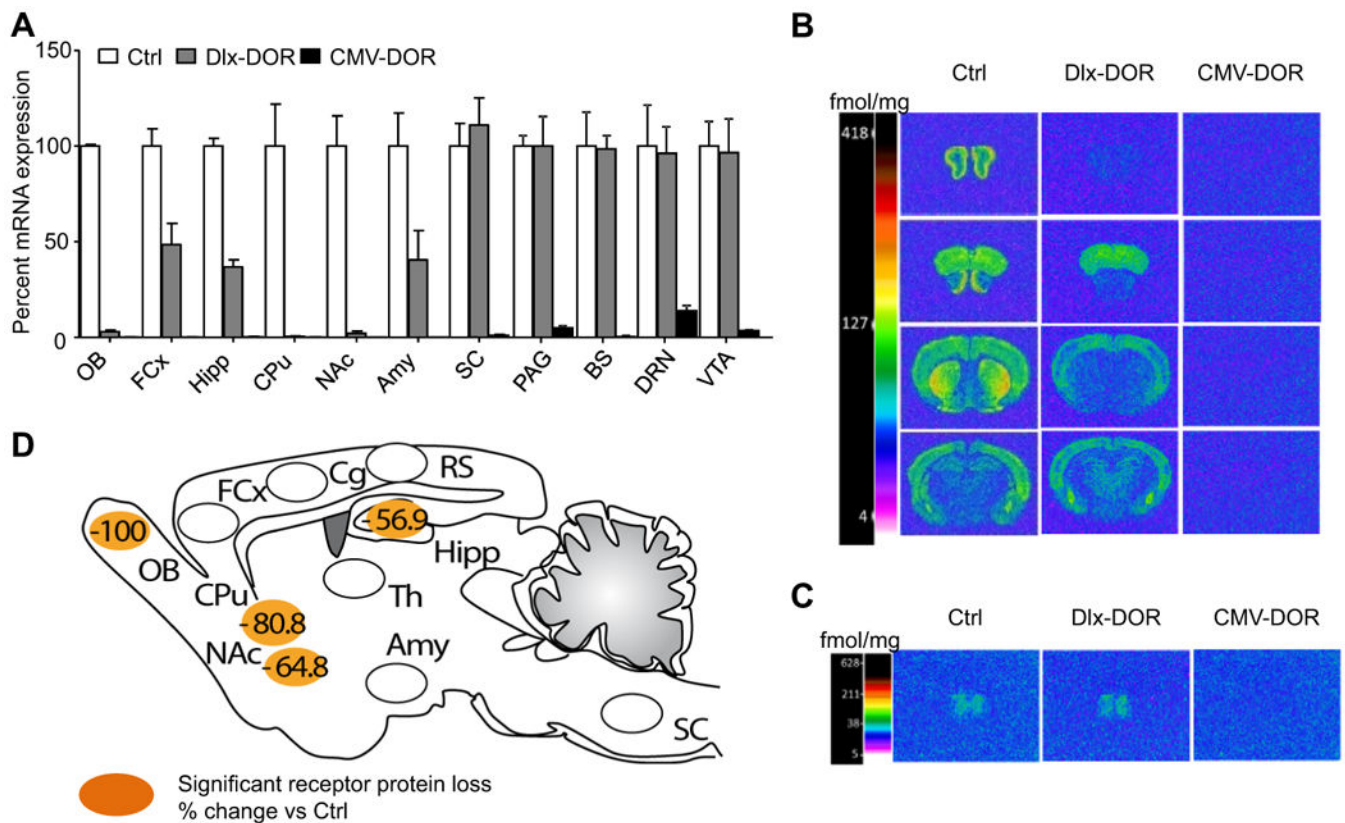 A
150
100
50
0
Percent mRNA expression
Ctrl Dlx-DOR CMV-DOR
OB FCx Hipp CPu NAc Amy SC PAG BS DRN VTA
B
Ctrl Dlx-DOR CMV-DOR
fmol/mg
418
127
4
D
FCx Cg RS
-100 OB
-56.9 Hipp
CPu -80.8
Th
NAc -64.8
Amy
SC
Significant receptor protein loss
% change vs Ctrl
C
Ctrl Dlx-DOR CMV-DOR
fmol/mg
628
211
38
5